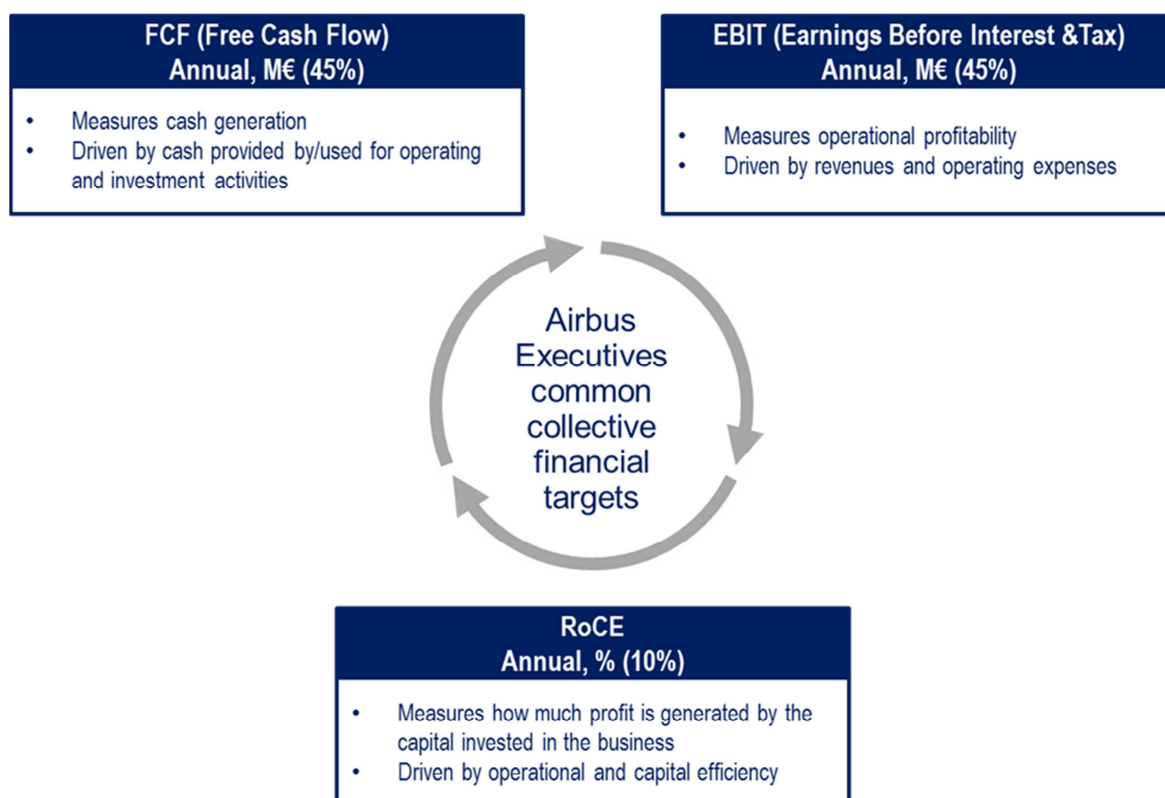 FCF (Free Cash Flow)
Annual, M€ (45%)
• Measures cash generation
• Driven by cash provided by/used for operating
and investment activities
EBIT (Earnings Before Interest &Tax)
Annual, M€ (45%)
• Measures operational profitability
• Driven by revenues and operating expenses
Airbus
Executives
common
collective
financial
targets
RoCE
Annual, % (10%)
• Measures how much profit is generated by the
capital invested in the business
• Driven by operational and capital efficiency